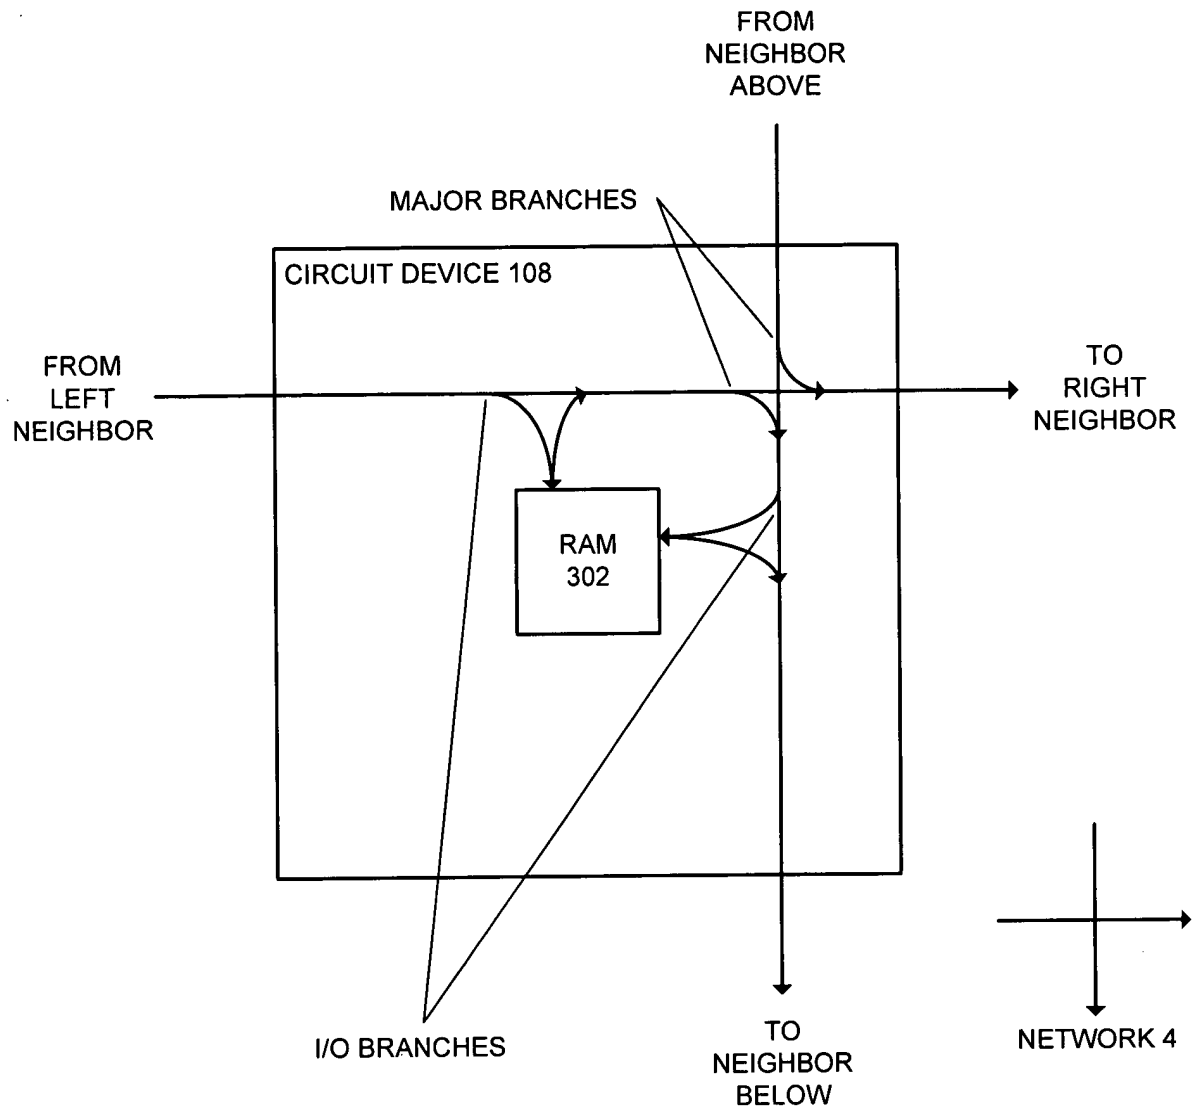 FROM
NEIGHBOR
ABOVE
MAJOR BRANCHES
CIRCUIT DEVICE 108
FROM
LEFT
NEIGHBOR
TO
RIGHT
NEIGHBOR
RAM
302
I/O BRANCHES
TO
NEIGHBOR
BELOW
NETWORK 4